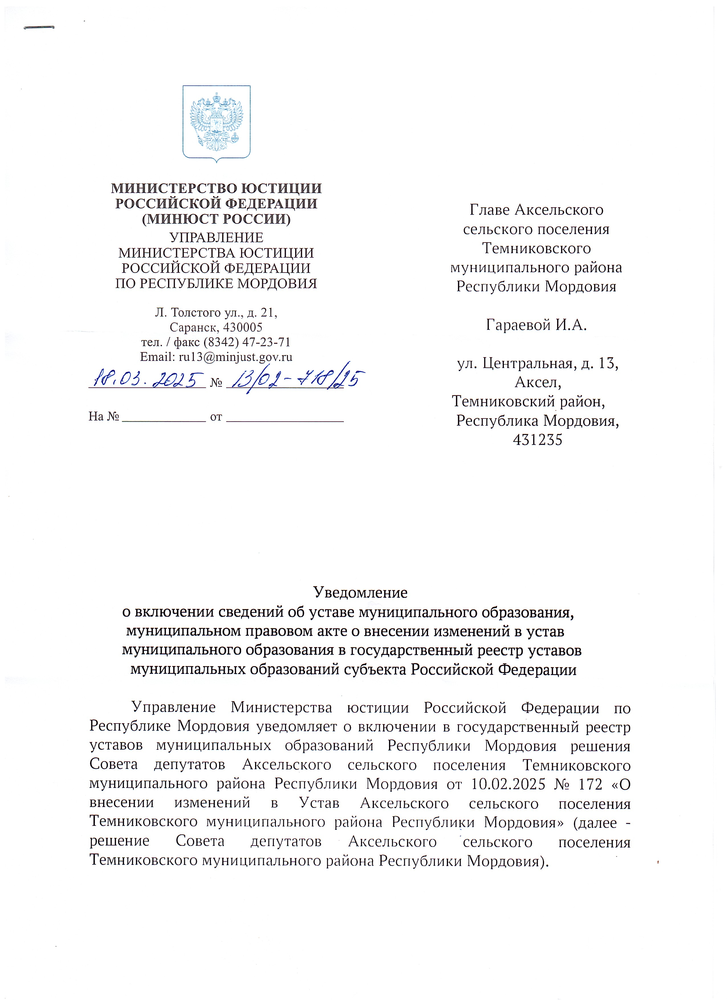 МИНИСТЕРСТВО ЮСТИЦИИ
РОССИЙСКОЙ ФЕДЕРАЦИИ
(МИНЮСТ РОССИИ)
УПРАВЛЕНИЕ
МИНИСТЕРСТВА ЮСТИЦИИ
РОССИЙСКОЙ ФЕДЕРАЦИИ
ПО РЕСПУБЛИКЕ МОРДОВИЯ
Л. Толстого ул., д. 21,
Саранск, 430005
тел. / факс (8342) 47-23-71
Email: ru13@minjust.gov.ru
18.03.2025 № 13/02-718/25
На № ____________ от ________________
Главе Аксельского
сельского поселения
Темниковского
муниципального района
Республики Мордовия
Гараевой И.А.
ул. Центральная, д. 13,
Аксел,
Темниковский район,
Республика Мордовия,
431235
Уведомление
о включении сведений об уставе муниципального образования,
муниципальном правовом акте о внесении изменений в устав
муниципального образования в государственный реестр уставов
муниципальных образований субъекта Российской Федерации
Управление Министерства юстиции Российской Федерации по
Республике Мордовия уведомляет о включении в государственный реестр
уставов муниципальных образований Республики Мордовия решения
Совета депутатов Аксельского сельского поселения Темниковского
муниципального района Республики Мордовия от 10.02.2025 № 172 «О
внесении изменений в Устав Аксельского сельского поселения
Темниковского муниципального района Республики Мордовия» (далее -
решение Совета депутатов Аксельского сельского поселения
Темниковского муниципального района Республики Мордовия).